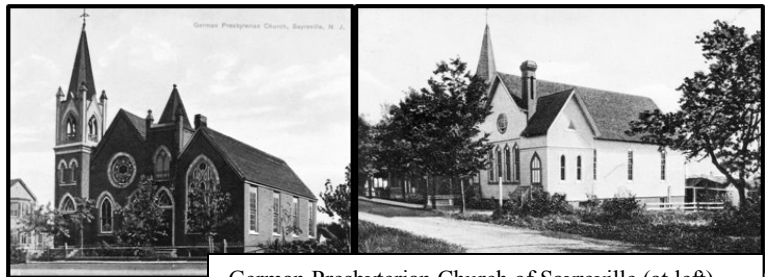 German Presbyterian Church, Sayreville, N. J.
German Presbyterian Church of Sayreville (at left)